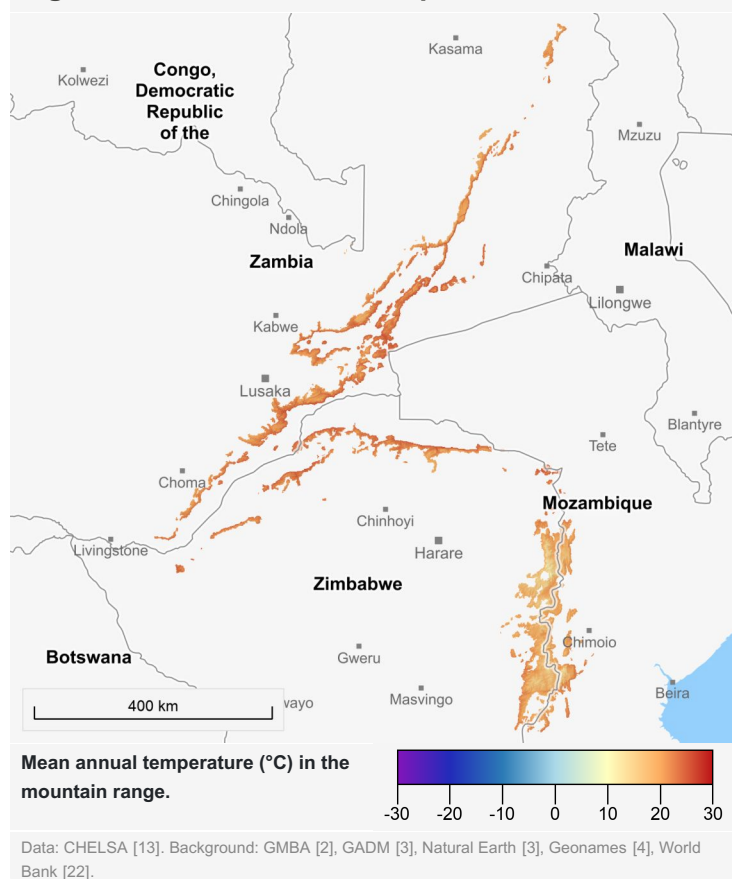 Kasama
Kolwezi
Congo,
Democratic
Republic
of the
Mzuzu
Chingola
Ndola
Zambia
Malawi
Chipata
Lilongwe
Kabwe
Lusaka
Blantyre
Tete
Choma
Mozambique
Chinhoyi
Livingstone
Harare
Zimbabwe
Chimoio
Botswana
Gweru
Beira
Masvingo
400 km
wayo
Mean annual temperature (°C) in the
mountain range.
-30 -20 -10 0 10 20 30
Data: CHELSA [13]. Background: GMBA [2], GADM [3], Natural Earth [3], Geonames [4], World
Bank [22].